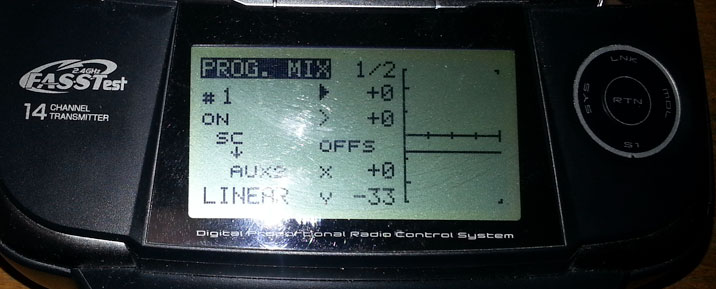 2.4GHz
FASSTest
14 CHANNEL
TRANSMITTER
PROG. MIX 1/2
#1 +0
ON > +0
SC OFFS
↓
X +0
LINEAR Y -33
Digital Proportional Radio Control System
LNK
SYS
MDL
RTN
S1